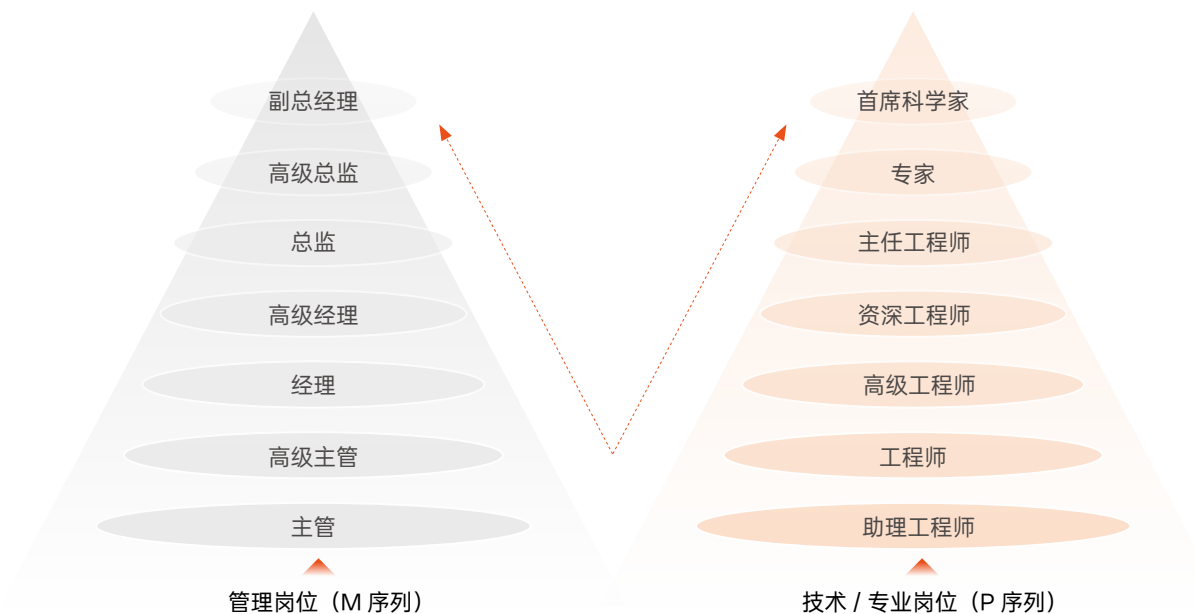 副总经理
高级总监
总监
高级经理
经理
高级主管
主管
管理岗位（M 序列）
首席科学家
专家
主任工程师
资深工程师
高级工程师
工程师
助理工程师
技术 / 专业岗位（P 序列）